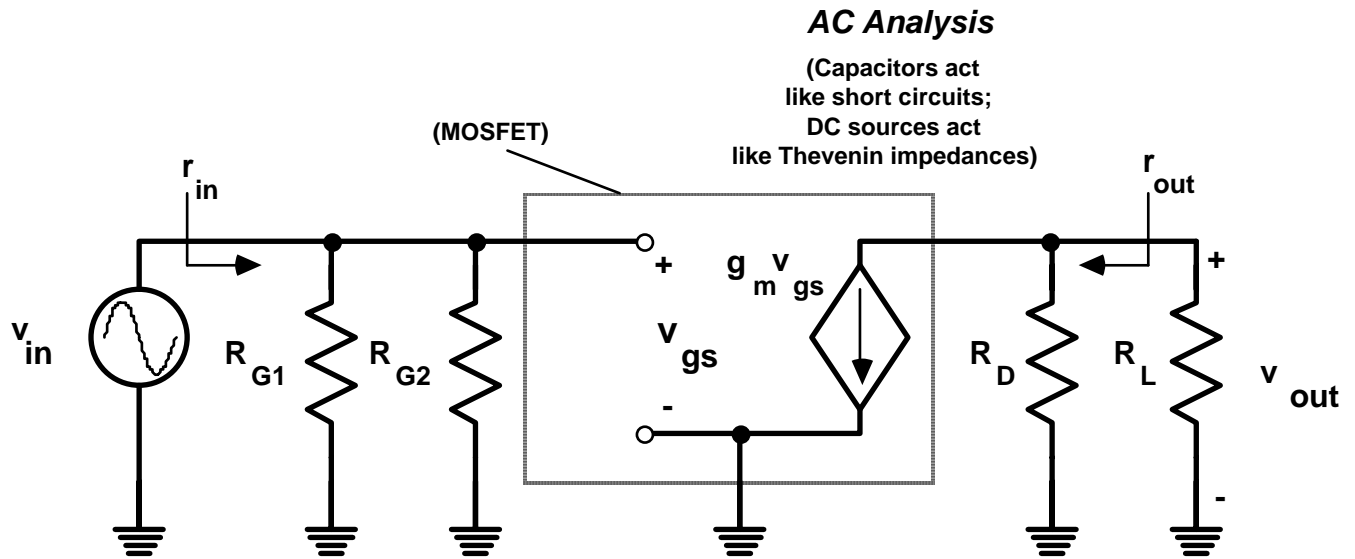 AC Analysis
(Capacitors act
like short circuits;
DC sources act
like Thevenin impedances)
(MOSFET)
r in
r out
+
g m v gs
+
v in
R G1
R G2
v gs
R D
R L
v out
-
-